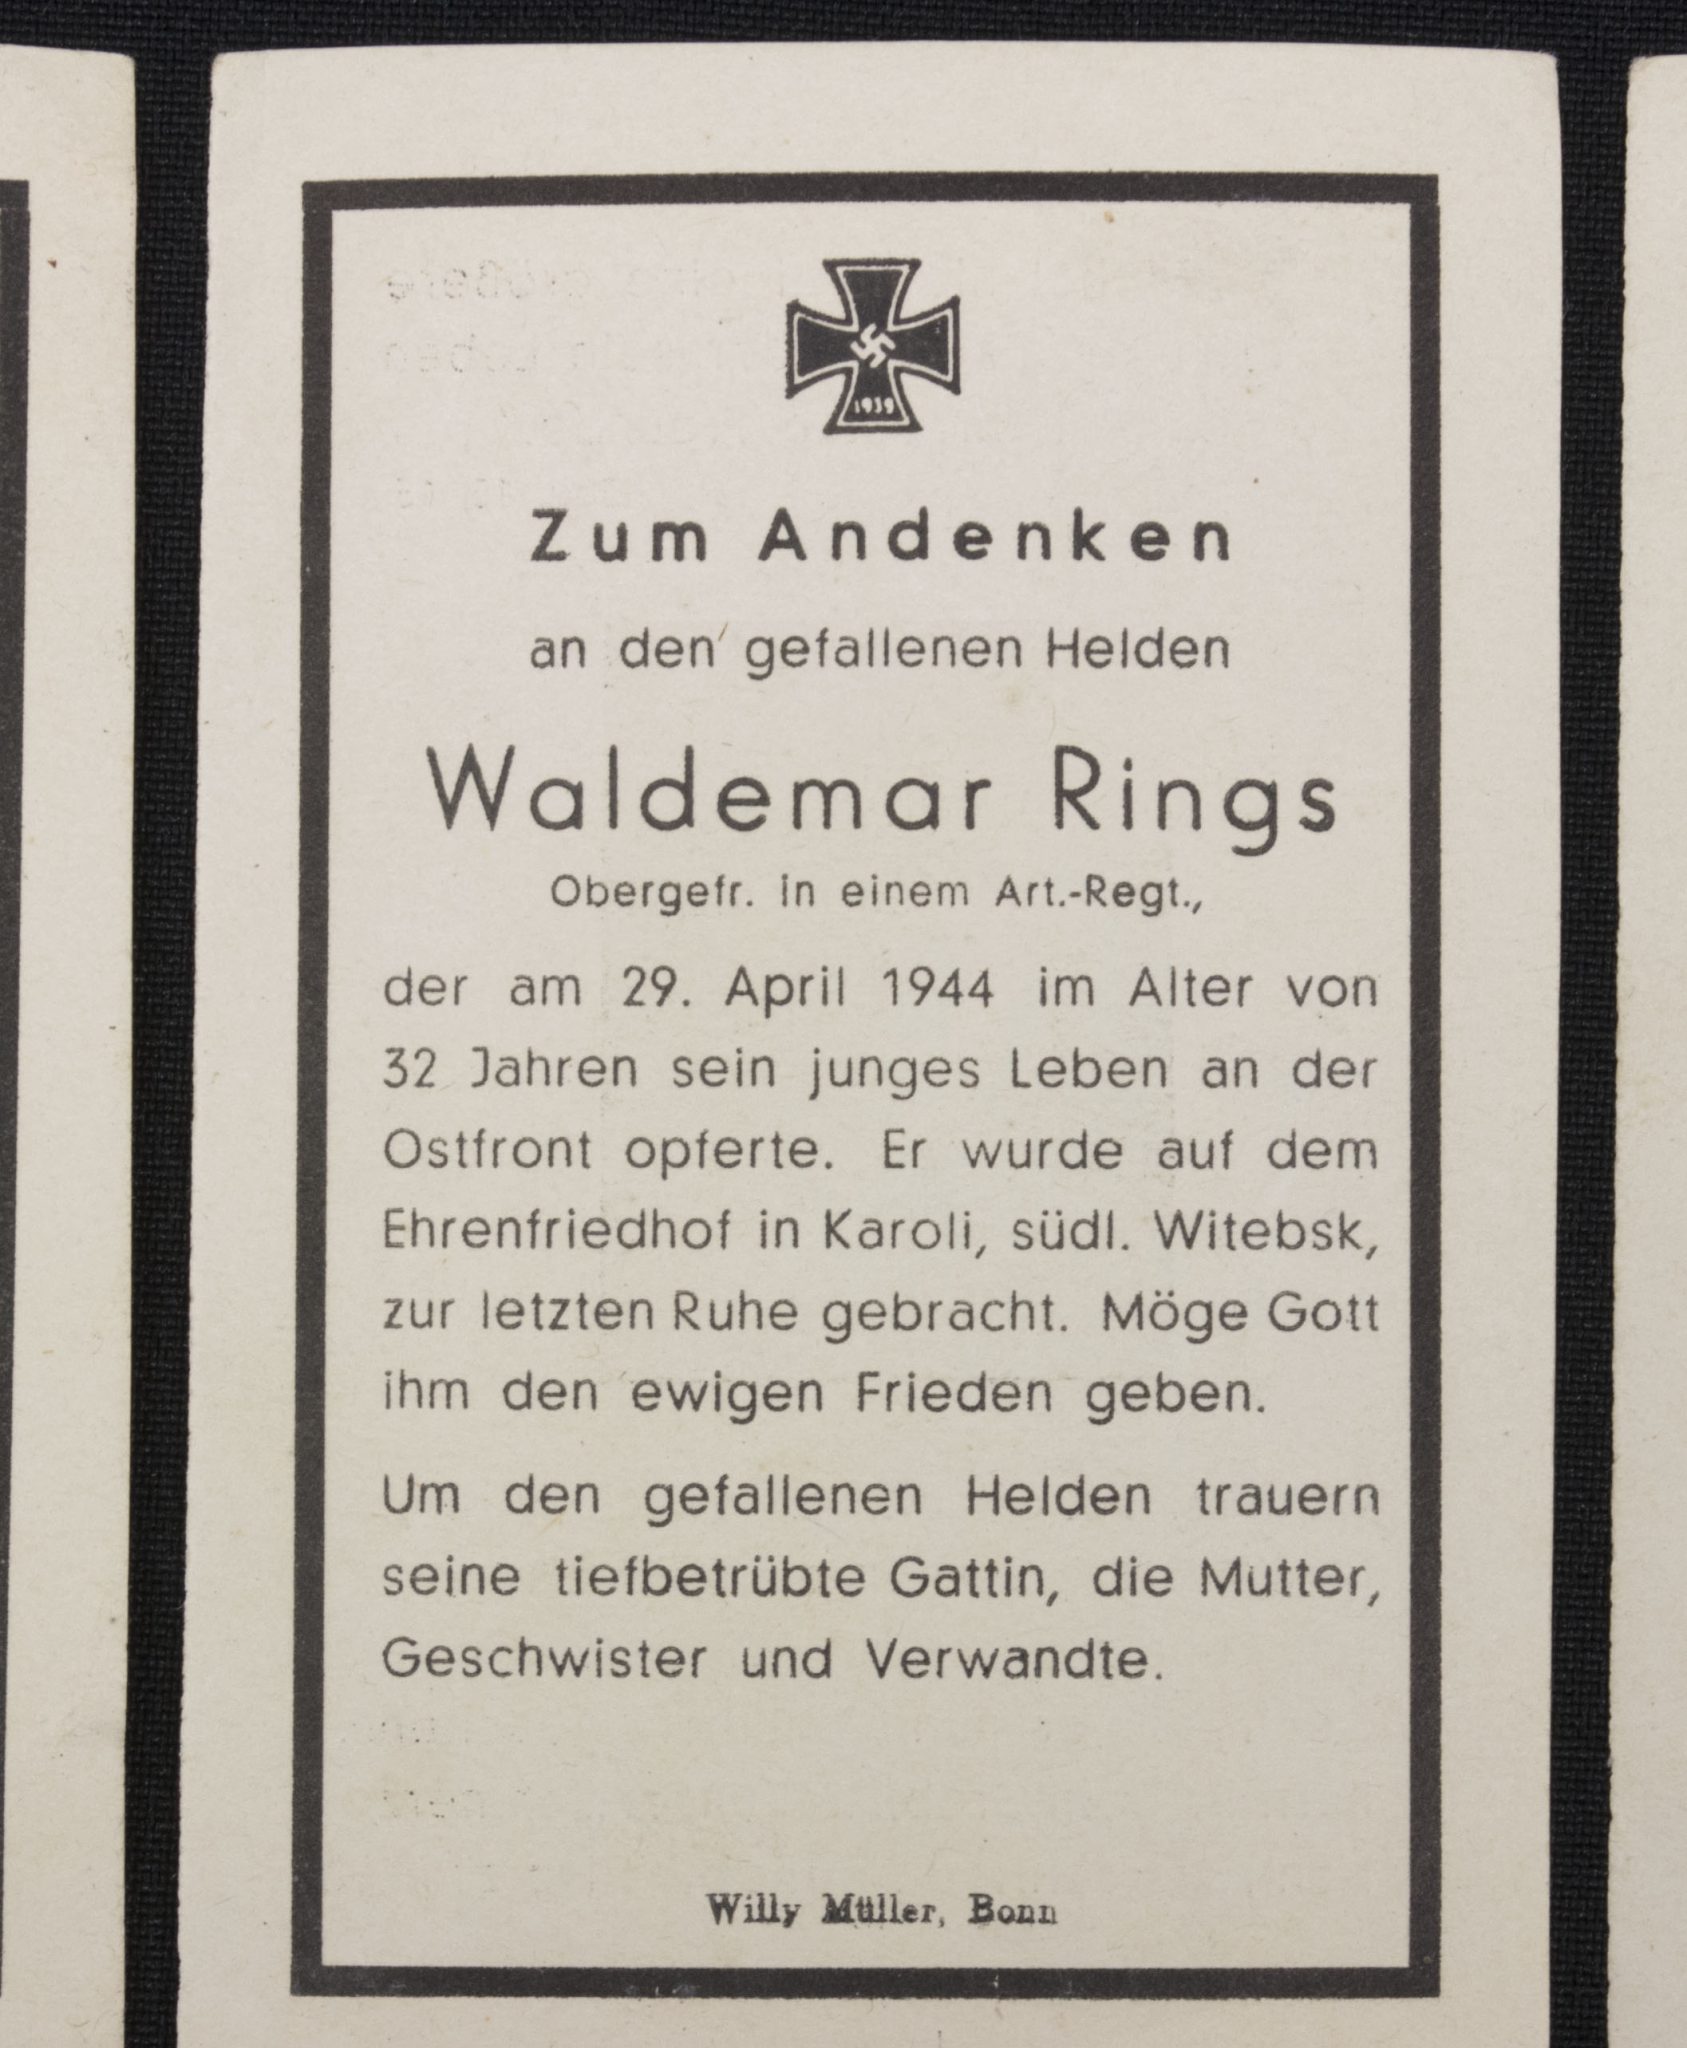 1939
Zum Andenken
an den gefallenen Helden
Waldemar Rings
Obergefr. in einem Art.-Regt.,
der am 29. April 1944 im Alter von
32 Jahren sein junges Leben an der
Ostfront opferte. Er wurde auf dem
Ehrenfriedhof in Karoli, südl. Witebsk,
zur letzten Ruhe gebracht. Möge Gott
ihm den ewigen Frieden geben.
Um den gefallenen Helden trauern
seine tiefbetrübte Gattin, die Mutter,
Geschwister und Verwandte.
Willy Müller, Bonn